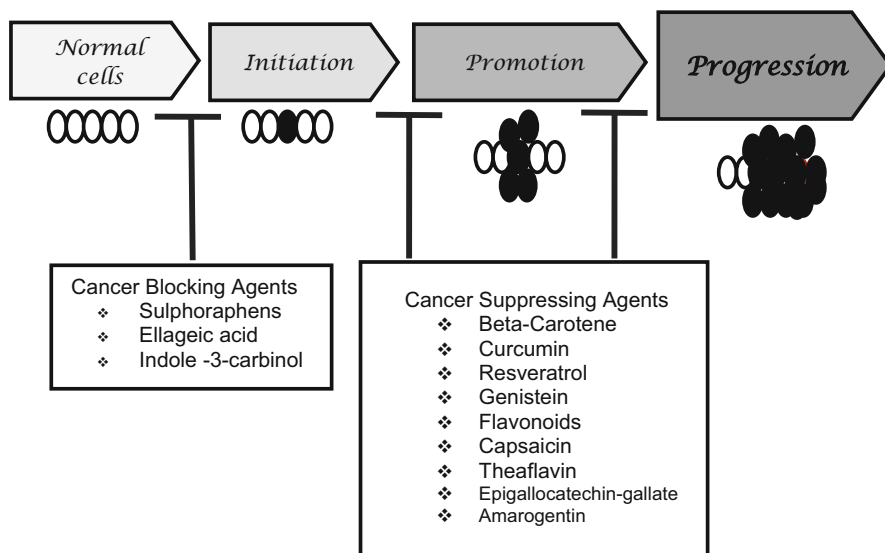 Normal
cells
Initiation
Promotion
Progression
Cancer Blocking Agents
❖ Sulphoraphens
❖ Ellageic acid
❖ Indole -3-carbinol
Cancer Suppressing Agents
❖ Beta-Carotene
❖ Curcumin
❖ Resveratrol
❖ Genistein
❖ Flavonoids
❖ Capsaicin
❖ Theaflavin
❖ Epigallocatechin-gallate
❖ Amarogentin